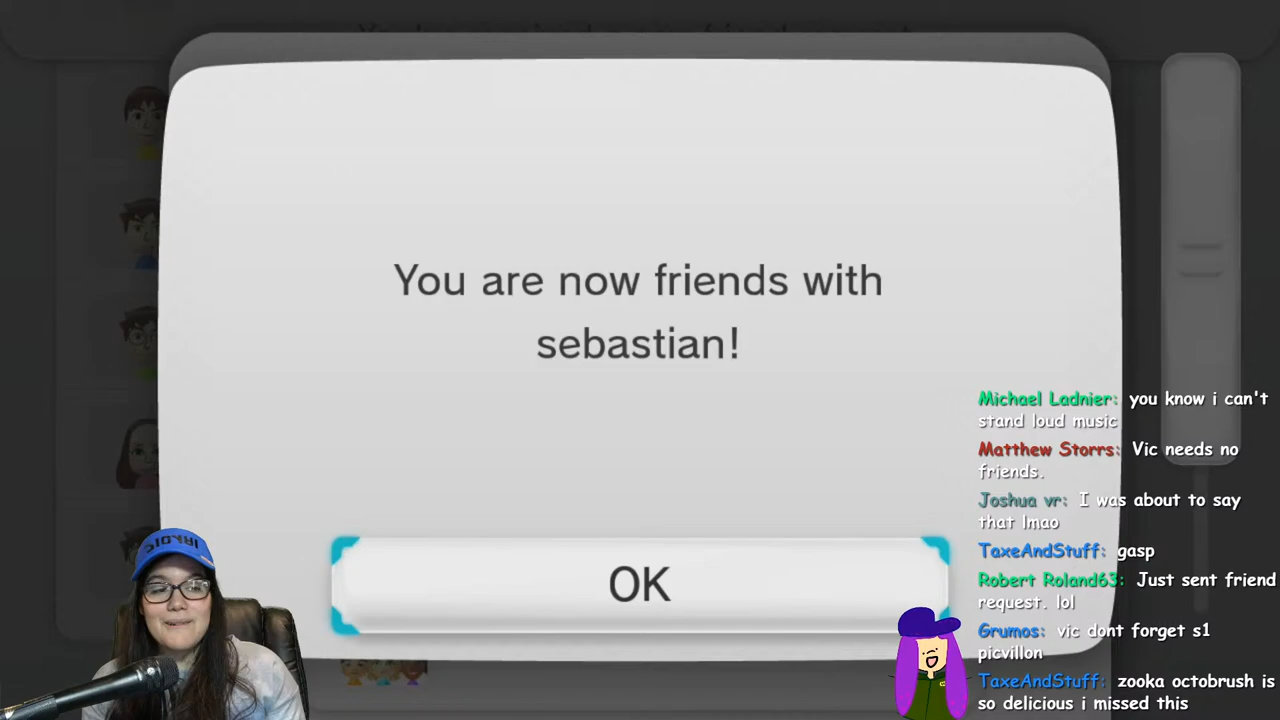 You are now friends with
sebastian!
OK
Michael Ladnier: you know i can't
stand loud music
Matthew Storrs: Vic needs no
friends.
Joshua vr: I was about to say
that lmao
TaxeAndStuff: gasp
Robert Roland63: Just sent friend
request. lol
Grumos: vic dont forget s1
picvillon
TaxeAndStuff: zooka octobrush is
so delicious i missed this